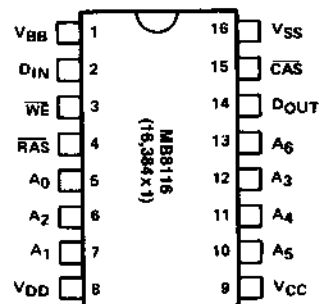 VBB 1 16 VSS
DIN 2 15 CAS
WE 3 14 DOUT
RAS 4 13 A6
A0 5 12 A3
A2 6 11 A4
A1 7 10 A5
VDD 8 9 VCC
MB8116
(16,384x1)